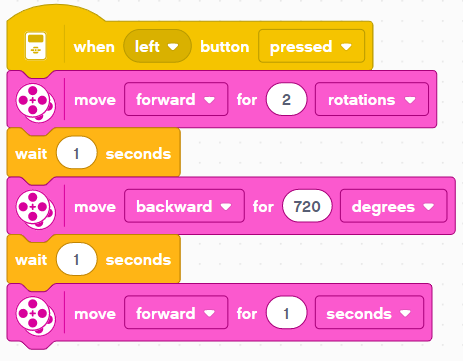 when left button pressed
move forward for 2 rotations
wait 1 seconds
move backward for 720 degrees
wait 1 seconds
move forward for 1 seconds